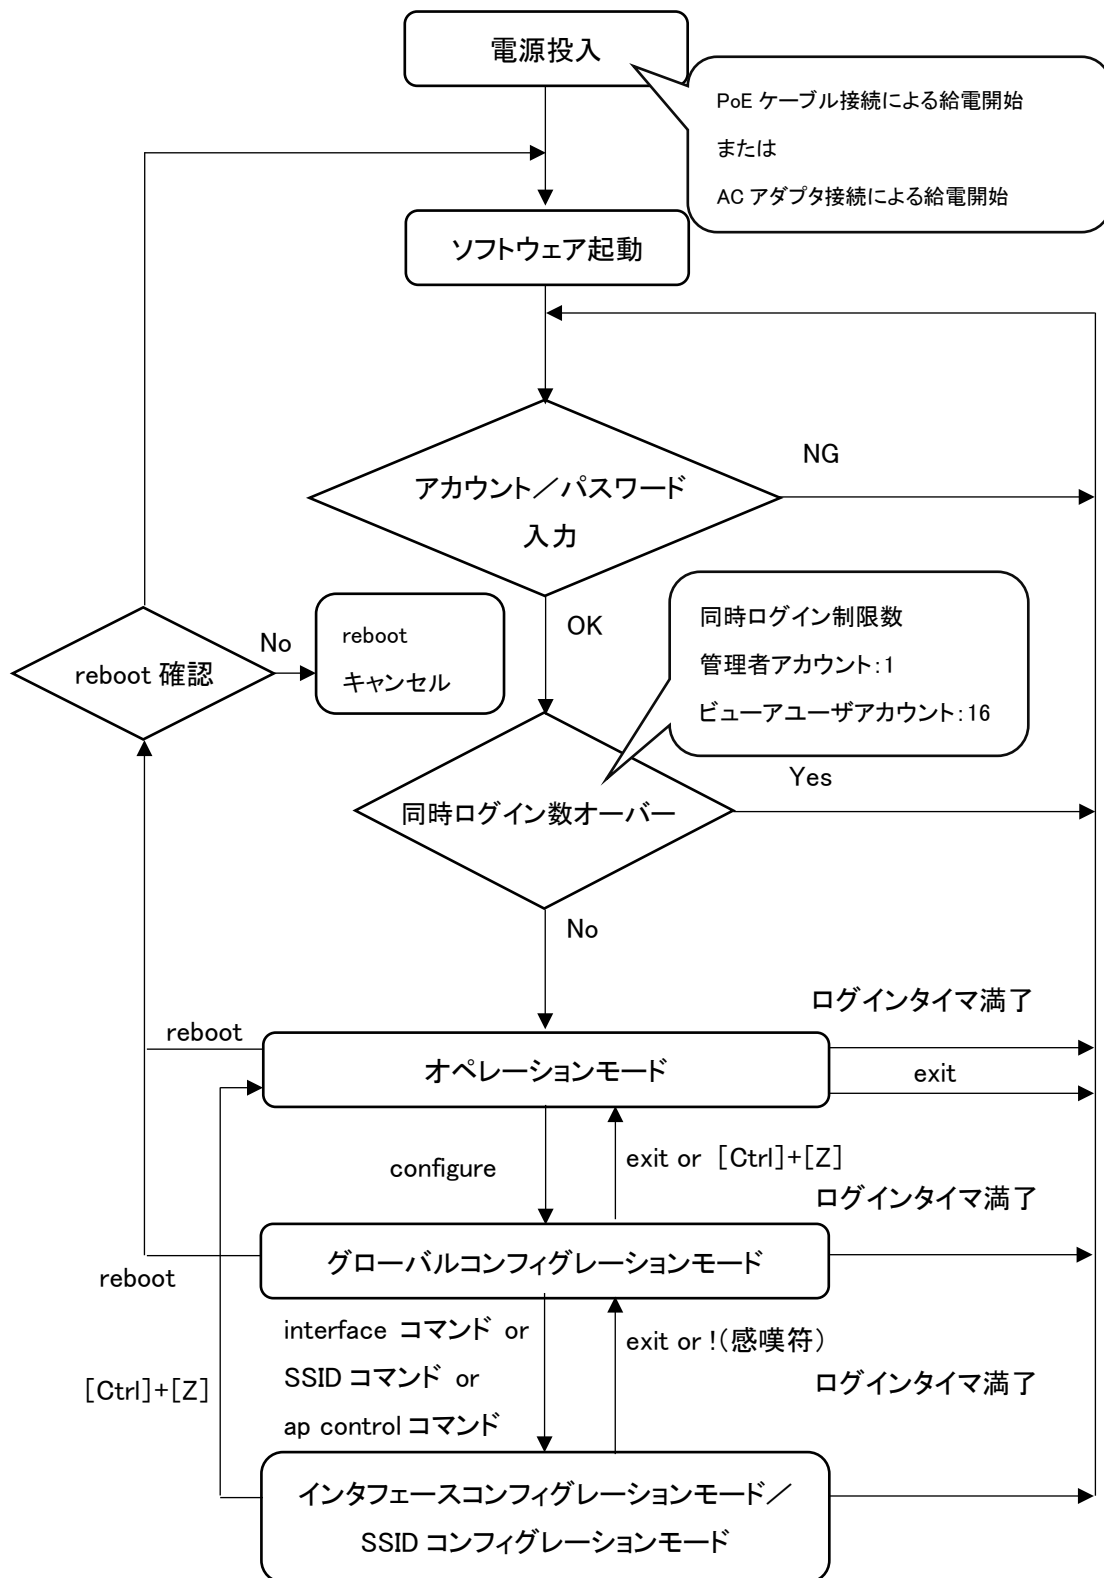 電源投入
PoE ケーブル接続による給電開始
または
AC アダプタ接続による給電開始
ソフトウェア起動
NG
アカウント／パスワード
入力
OK
同時ログイン制限数
管理者アカウント：1
ビューアユーザアカウント：16
No
reboot
キャンセル
reboot 確認
Yes
同時ログイン数オーバー
No
ログインタイマ満了
reboot
オペレーションモード
exit
configure
exit or [Ctrl]+[Z]
ログインタイマ満了
グローバルコンフィグレーションモード
reboot
interface コマンド or
SSID コマンド or
ap control コマンド
exit or !（感嘆符）
[Ctrl]+[Z]
ログインタイマ満了
インタフェースコンフィグレーションモード／
SSID コンフィグレーションモード